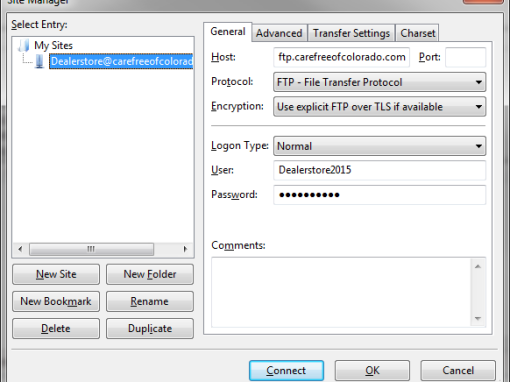 Site Manager
Select Entry:
My Sites
Dealerstore@carefreeofcolorad
New Site
New Folder
New Bookmark
Rename
Delete
Duplicate
General
Advanced
Transfer Settings
Charset
Host:
ftp.carefreeofcolorado.com
Port:
Protocol:
FTP - File Transfer Protocol
Encryption:
Use explicit FTP over TLS if available
Logon Type:
Normal
User:
Dealerstore2015
Password:
●●●●●●●●●●
Comments:
Connect
OK
Cancel